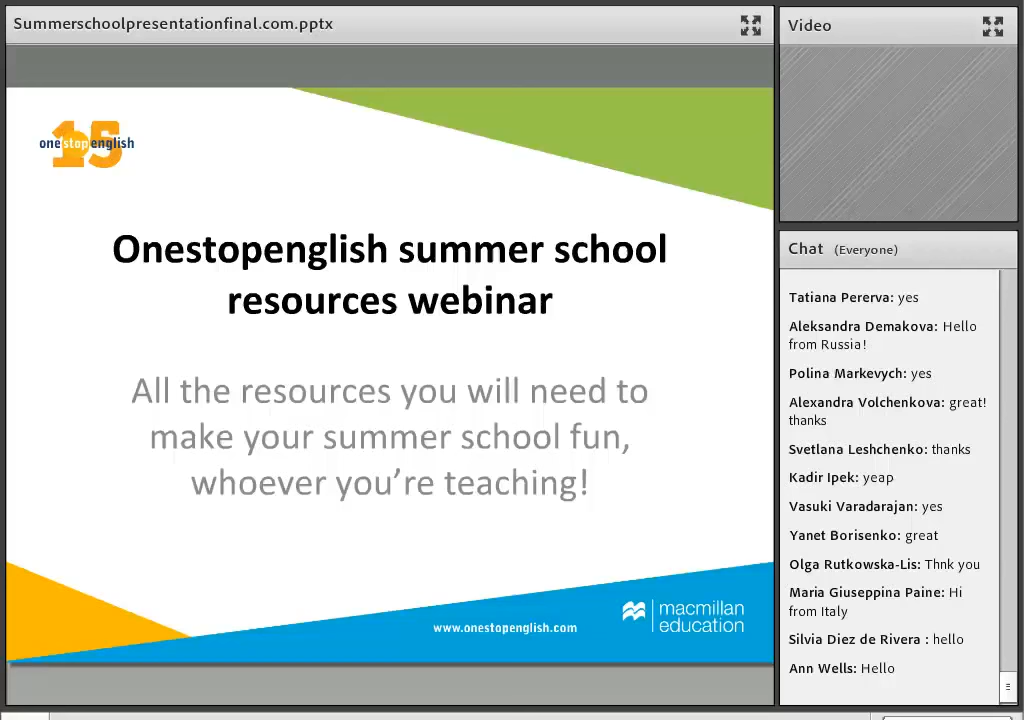 Summerschoolpresentationfinal.com.pptx
15
onestopenglish
Onestopenglish summer school
resources webinar
All the resources you will need to
make your summer school fun,
whoever you’re teaching!
www.onestopenglish.com
macmillan
education
Video
Chat (Everyone)
Tatiana Pererva: yes
Aleksandra Demakova: Hello
from Russia!
Polina Markevych: yes
Alexandra Volchenkova: great!
thanks
Svetlana Leshchenko: thanks
Kadir Ipek: yeap
Vasuki Varadarajan: yes
Yanet Borisenko: great
Olga Rutkowska-Lis: Thnk you
Maria Giuseppina Paine: Hi
from Italy
Silvia Diez de Rivera : hello
Ann Wells: Hello